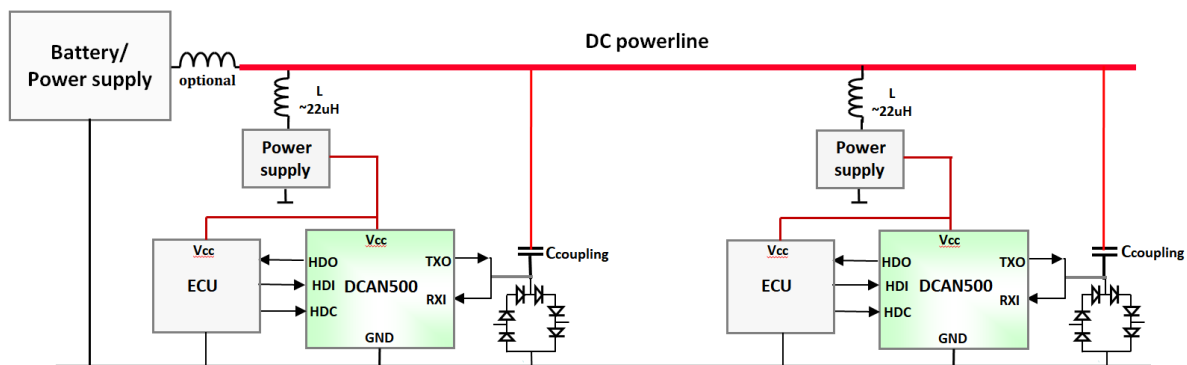 Battery/
Power supply
optional
DC powerline
L
~22uH
Power
supply
Vcc
ECU
HDO
HDI
HDC
Vcc
DCAN500
GND
TXO
RXI
Ccoupling
L
~22uH
Power
supply
Vcc
ECU
HDO
HDI
HDC
Vcc
DCAN500
GND
TXO
RXI
Ccoupling